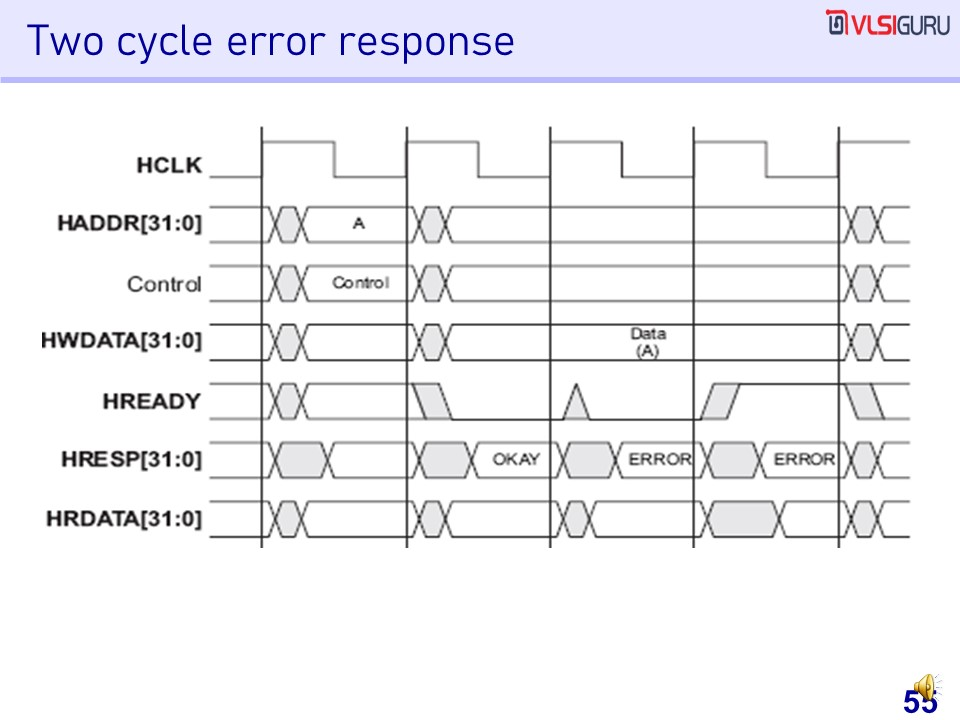 Two cycle error response
VLSIGURU
HCLK
HADDR[31:0]
A
Control
Control
HWDATA[31:0]
Data
(A)
HREADY
HRESP[31:0]
OKAY
ERROR
ERROR
HRDATA[31:0]
55